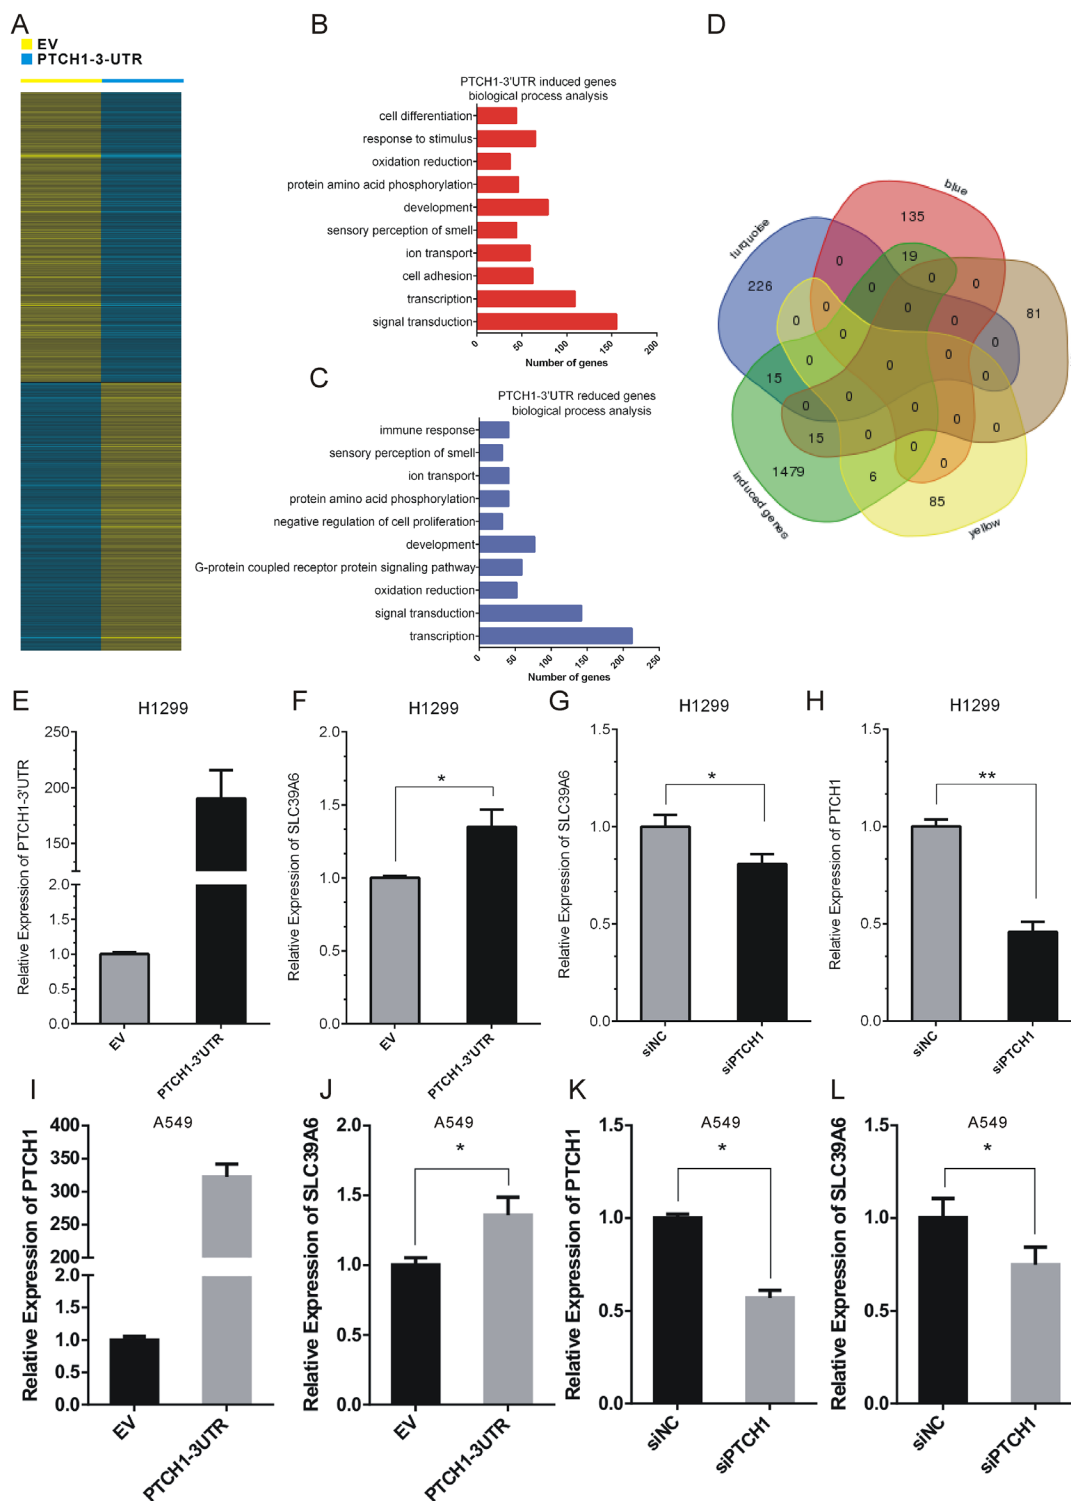 A
EV
PTCH1-3-UTR
B
PTCH1-3'UTR induced genes
biological process analysis
cell differentiation
response to stimulus
oxidation reduction
protein amino acid phosphorylation
development
sensory perception of smell
ion transport
cell adhesion
transcription
signal transduction
0 50 100 150 200
Number of genes
C
PTCH1-3'UTR reduced genes
biological process analysis
immune response
sensory perception of smell
ion transport
protein amino acid phosphorylation
negative regulation of cell proliferation
development
G-protein coupled receptor protein signaling pathway
oxidation reduction
signal transduction
transcription
0 50 100 150 200 250
Number of genes
D
blue
turquoise
135
19
0
0
0
0
226
0
0
0
0
81
0
0
0
0
0
0
0
15
0
0
0
0
0
15
0
0
0
1479
6
85
induced genes
yellow
E
H1299
Relative Expression of PTCH1-3'UTR
250
200
150
2.0
1.5
1.0
0.5
0.0
EV
PTCH1-3'UTR
F
H1299
Relative Expression of SLC39A6
2.0
1.5
1.0
0.5
0.0
*
EV
PTCH1-3'UTR
G
H1299
Relative Expression of SLC39A6
1.5
1.0
0.5
0.0
*
siNC
siPTCH1
H
H1299
Relative Expression of PTCH1
1.5
1.0
0.5
0.0
**
siNC
siPTCH1
I
A549
Relative Expression of PTCH1
400
350
300
250
200
2.0
1.5
1.0
0.5
0.0
EV
PTCH1-3UTR
J
A549
Relative Expression of SLC39A6
2.0
1.5
1.0
0.5
0.0
*
EV
PTCH1-3UTR
K
A549
Relative Expression of PTCH1
1.5
1.0
0.5
0.0
*
siNC
siPTCH1
L
A549
Relative Expression of SLC39A6
1.5
1.0
0.5
0.0
*
siNC
siPTCH1